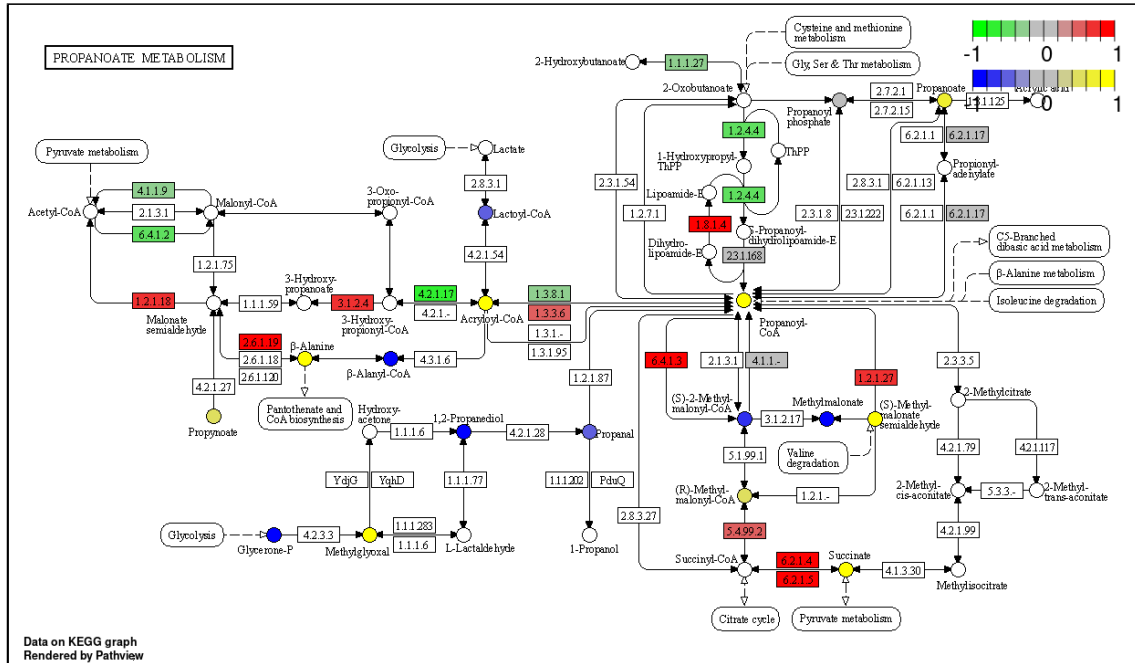 PROPANOATE METABOLISM
Cysteine and methionine
metabolism
Gly, Ser & Thr metabolism
-1 0 1
-1 0 1
2-Hydroxybutanoate
1.1.1.27
2-Oxobutanoate
Propanoyl
phosphate
2.7.2.1
2.7.2.15
Propanoate
Acrylic acid
1.2.4.4
ThPP
6.2.1.1
6.2.1.17
Propionyl-
adenylate
Pyruvate metabolism
Glycolysis
Lactate
1-Hydroxypropyl-
ThPP
2.8.3.1
2.3.1.54
Lipoamide-E
1.2.4.4
2.8.3.1
6.2.1.13
4.1.1.9
3-Oxo-
propionyl-CoA
Acetyl-CoA
2.1.3.1
Malonyl-CoA
Lactoyl-CoA
1.2.7.1
1.8.1.4
2.3.1.8
2.3.1.222
6.2.1.1
6.2.1.17
6.4.1.2
-Propanoyl-
dihydrolipoamide-E
Dihydro-
lipoamide-E
2.3.1.168
C5-Branched
dibasic acid metabolism
4.2.1.54
1.2.1.75
β-Alanine metabolism
3-Hydroxy-
propanoate
Isoleucine degradation
1.2.1.18
1.1.1.59
3.1.2.4
4.2.1.17
4.2.1.-
1.3.8.1
1.3.3.6
1.3.1.-
1.3.1.95
Malonate
semialdehyde
3-Hydroxy-
propionyl-CoA
Acryloyl-CoA
Propanoyl-
CoA
2.6.1.19
2.6.1.18
2.6.1.120
β-Alanine
4.3.1.6
β-Alanyl-CoA
6.4.1.3
2.1.3.1
4.1.1.-
2.3.3.5
1.2.1.87
1.2.1.27
4.2.1.27
2-Methylcitrate
Pantothenate and
CoA biosynthesis
(S)-2-Methyl-
malonyl-CoA
Methylmalonate
(S)-Methyl-
malonate
semialdehyde
Propynoate
Hydroxy-
acetone
1,2-Propanediol
3.1.2.17
1.1.1.6
4.2.1.28
Propanal
Valine
degradation
4.2.1.79
4.2.1.117
5.1.99.1
YdjG
YqhD
1.1.1.77
1.1.1.202
PduQ
(R)-Methyl-
malonyl-CoA
1.2.1.-
2-Methyl-
cis-aconitate
5.3.3.-
2-Methyl-
trans-aconitate
2.8.3.27
Glycolysis
4.2.3.3
1.1.1.283
1.1.1.6
5.4.99.2
4.2.1.99
Glycerone-P
Methylglyoxal
L-Lactaldehyde
1-Propanol
Succinyl-CoA
6.2.1.4
6.2.1.5
Succinate
4.1.3.30
Methylisocitrate
Citrate cycle
Pyruvate metabolism
Data on KEGG graph
Rendered by Pathview